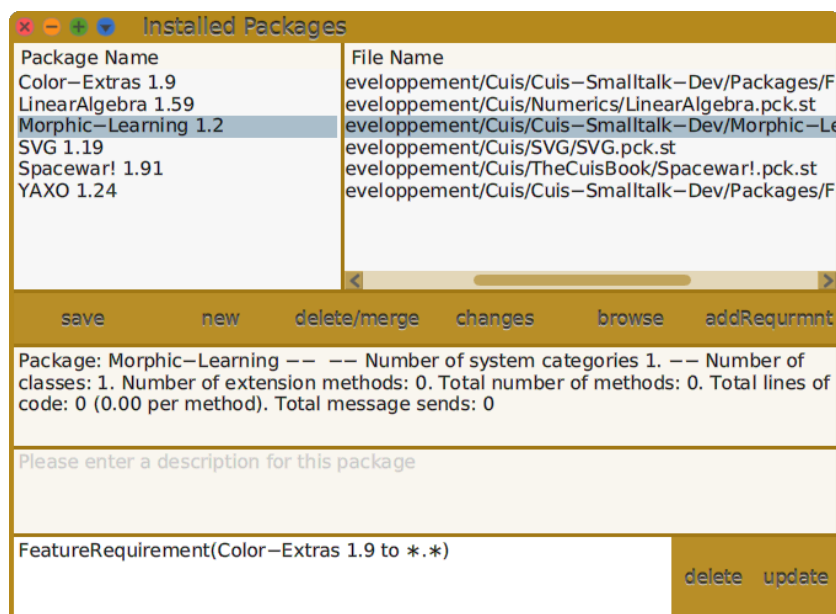 Installed Packages
Package Name
File Name
Color−Extras 1.9
eveloppement/Cuis/Cuis−Smalltalk−Dev/Packages/F
LinearAlgebra 1.59
eveloppement/Cuis/Numerics/LinearAlgebra.pck.st
Morphic−Learning 1.2
eveloppement/Cuis/Cuis−Smalltalk−Dev/Morphic−Le
SVG 1.19
eveloppement/Cuis/SVG/SVG.pck.st
Spacewar! 1.91
eveloppement/Cuis/TheCuisBook/Spacewar!.pck.st
YAXO 1.24
eveloppement/Cuis/Cuis−Smalltalk−Dev/Packages/F
save new delete/merge changes browse addRequrmnt
Package: Morphic−Learning −− −− Number of system categories 1. −− Number of
classes: 1. Number of extension methods: 0. Total number of methods: 0. Total lines of
code: 0 (0.00 per method). Total message sends: 0
Please enter a description for this package
FeatureRequirement(Color−Extras 1.9 to ∗.∗)
delete update